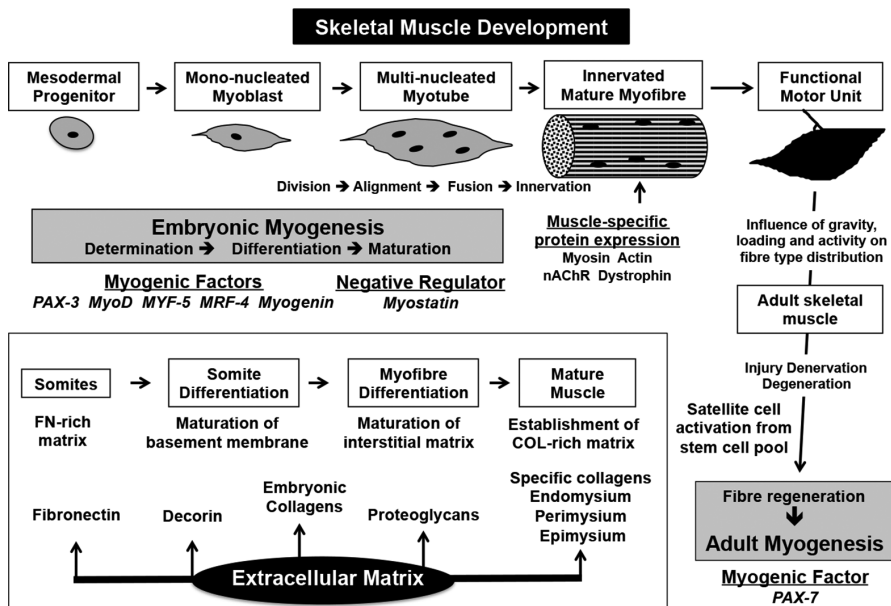 Skeletal Muscle Development
Mesodermal
Progenitor
Mono-nucleated
Myoblast
Multi-nucleated
Myotube
Innervated
Mature Myofibre
Functional
Motor Unit
Division ➔ Alignment ➔ Fusion ➔ Innervation
Embryonic Myogenesis
Determination ➔ Differentiation ➔ Maturation
Myogenic Factors
PAX-3 MyoD MYF-5 MRF-4 Myogenin
Negative Regulator
Myostatin
Muscle-specific
protein expression
Myosin Actin
nAChR Dystrophin
Influence of gravity,
loading and activity on
fibre type distribution
Adult skeletal
muscle
Injury Denervation
Degeneration
Satellite cell
activation from
stem cell pool
Fibre regeneration
Adult Myogenesis
Myogenic Factor
PAX-7
Somites
Somite
Differentiation
Myofibre
Differentiation
Mature
Muscle
FN-rich
matrix
Maturation of
basement membrane
Maturation of
interstitial matrix
Establishment of
COL-rich matrix
Fibronectin
Decorin
Embryonic
Collagens
Proteoglycans
Specific collagens
Endomysium
Perimysium
Epimysium
Extracellular Matrix